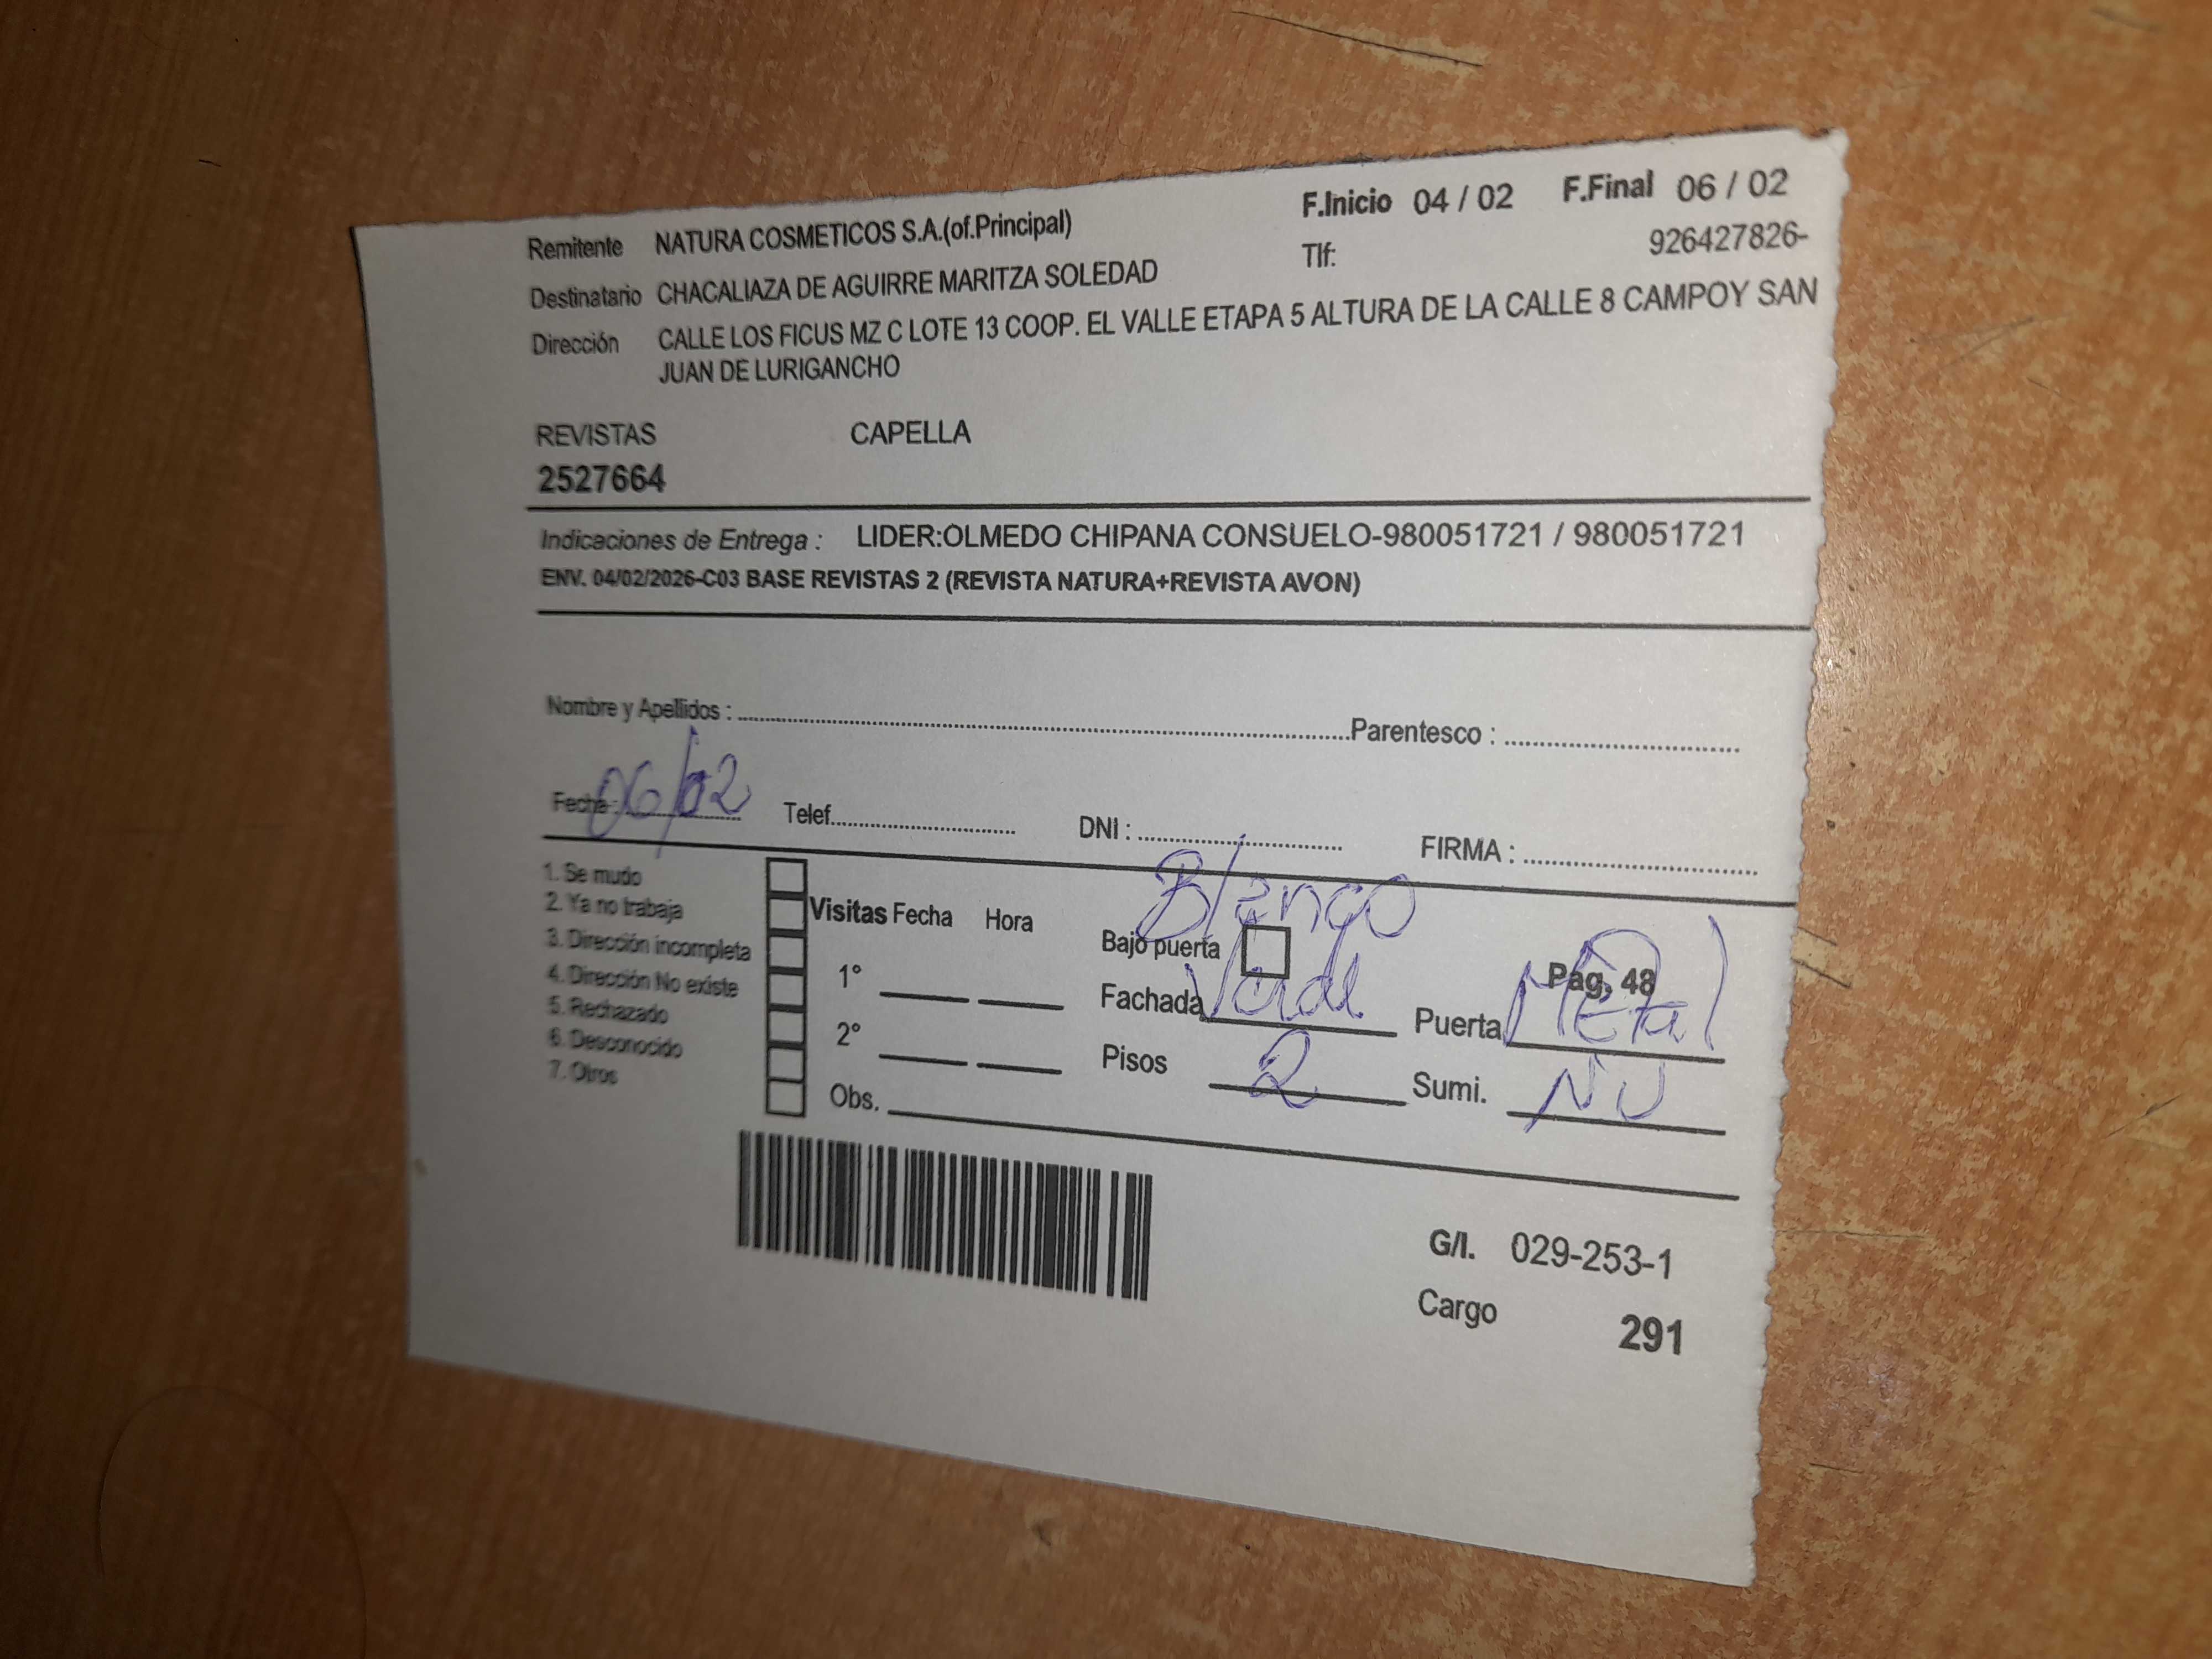 F.Inicio 04 / 02 F.Final 06 / 02
Remitente NATURA COSMETICOS S.A.(of.Principal) Tlf: 926427826-
Destinatario CHACALIAZA DE AGUIRRE MARITZA SOLEDAD
Dirección CALLE LOS FICUS MZ C LOTE 13 COOP. EL VALLE ETAPA 5 ALTURA DE LA CALLE 8 CAMPOY SAN
JUAN DE LURIGANCHO
REVISTAS CAPELLA
2527664
Indicaciones de Entrega : LIDER:OLMEDO CHIPANA CONSUELO-980051721 / 980051721
ENV. 04/02/2026-C03 BASE REVISTAS 2 (REVISTA NATURA+REVISTA AVON)
Nombre y Apellidos : Parentesco :
Fecha : 06/02 Telef. DNI : FIRMA :
1. Se mudo
2. Ya no trabaja
3. Dirección incompleta
4. Dirección No existe
5. Rechazado
6. Desconocido
7. Otros
Visitas Fecha Hora
1°
2°
Obs.
Blanco
Bajo puerta
Pag, 48
Fachada Verde Puerta METal
Pisos 2 Sumi. NU
G/I. 029-253-1
Cargo 291